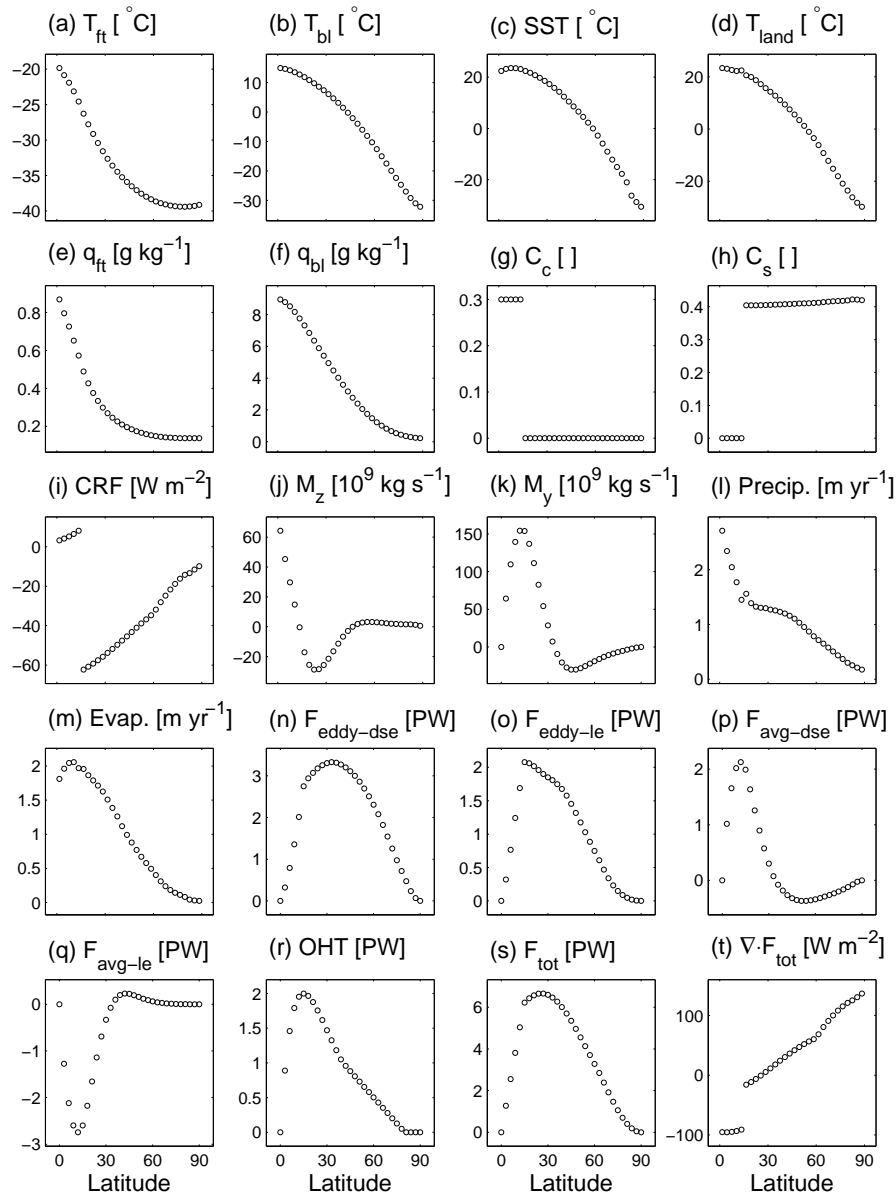 (a) T_ft [ °C]
(b) T_bl [ °C]
(c) SST [ °C]
(d) T_land [ °C]
−20
−25
−30
−35
−40
10
0
−10
−20
−30
20
0
−20
20
0
−20
(e) q_ft [g kg⁻¹]
(f) q_bl [g kg⁻¹]
(g) C_c [ ]
(h) C_s [ ]
0.8
0.6
0.4
0.2
8
6
4
2
0
0.3
0.2
0.1
0
0.4
0.3
0.2
0.1
0
(i) CRF [W m⁻²]
(j) M_z [10⁹ kg s⁻¹]
(k) M_y [10⁹ kg s⁻¹]
(l) Precip. [m yr⁻¹]
0
−20
−40
−60
60
40
20
0
−20
150
100
50
0
2
1
0
(m) Evap. [m yr⁻¹]
(n) F_eddy−dse [PW]
(o) F_eddy−le [PW]
(p) F_avg−dse [PW]
2
1.5
1
0.5
0
3
2
1
0
2
1.5
1
0.5
0
2
1
0
(q) F_avg−le [PW]
(r) OHT [PW]
(s) F_tot [PW]
(t) ∇·F_tot [W m⁻²]
0
−1
−2
−3
2
1.5
1
0.5
0
6
4
2
0
100
0
−100
0 30 60 90
0 30 60 90
0 30 60 90
0 30 60 90
Latitude
Latitude
Latitude
Latitude